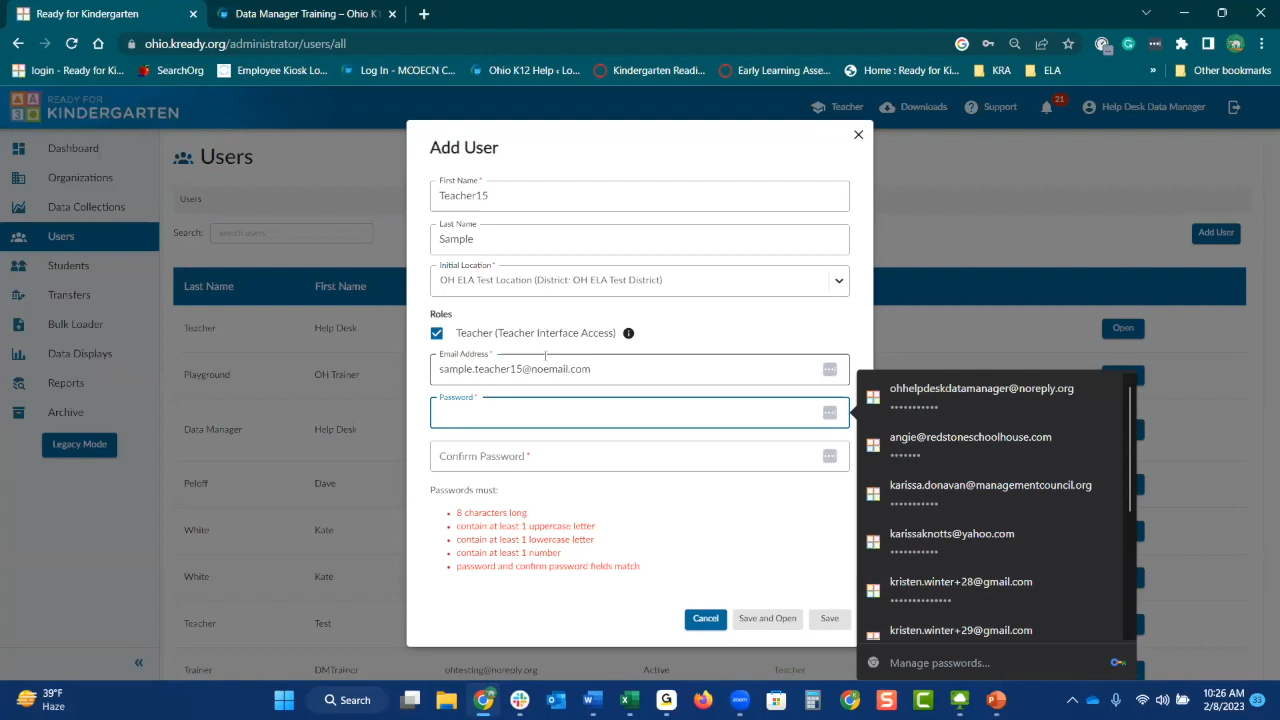 Ready for Kindergarten
Data Manager Training – Ohio K
ohio.kready.org/administrator/users/all
login - Ready for Ki...
SearchOrg
Employee Kiosk Lo...
Log In - MCOECN C...
Ohio K12 ‹ Lo...
Kindergarten Readi...
Early Learning Asse...
Home : Ready for K...
KRA
ELA
»
Other bookmarks
READY FOR
KINDERGARTEN
Teacher
Downloads
Support
21
Help Desk Data Manager
Dashboard
Organizations
Data Collections
Users
Students
Transfers
Bulk Loader
Data Displays
Reports
Archive
Legacy Mode
«
Users
Users
Search:
search users
Add User
Last Name
First Name
Teacher
Help Desk
Open
Playground
OH Trainer
Data Manager
Teacher
Peloff
Dave
White
Kate
White
Kate
Teacher
Test
Trainer
DMTrainer
ohtesting@noreply.org
Active
Teacher
Add User
First Name *
Teacher15
Last Name
Sample
Initial Location *
OH ELA Test Location (District: OH ELA Test District)
Roles
Teacher (Teacher Interface Access)
Email Address *
sample.teacher15@noemail.com
Password *
Confirm Password *
Passwords must:
• 8 characters long
• contain at least 1 uppercase letter
• contain at least 1 lowercase letter
• contain at least 1 number
• password and confirm password fields match
Cancel
Save and Open
Save
ohhelpdeskdatamanager@noreply.org
angie@redstoneschoolhouse.com
karissa.donavan@managementcouncil.org
karissaknotts@yahoo.com
kristen.winter+28@gmail.com
kristen.winter+29@gmail.com
Manage passwords...
39°F
Haze
Search
10:26 AM
2/8/2023
33